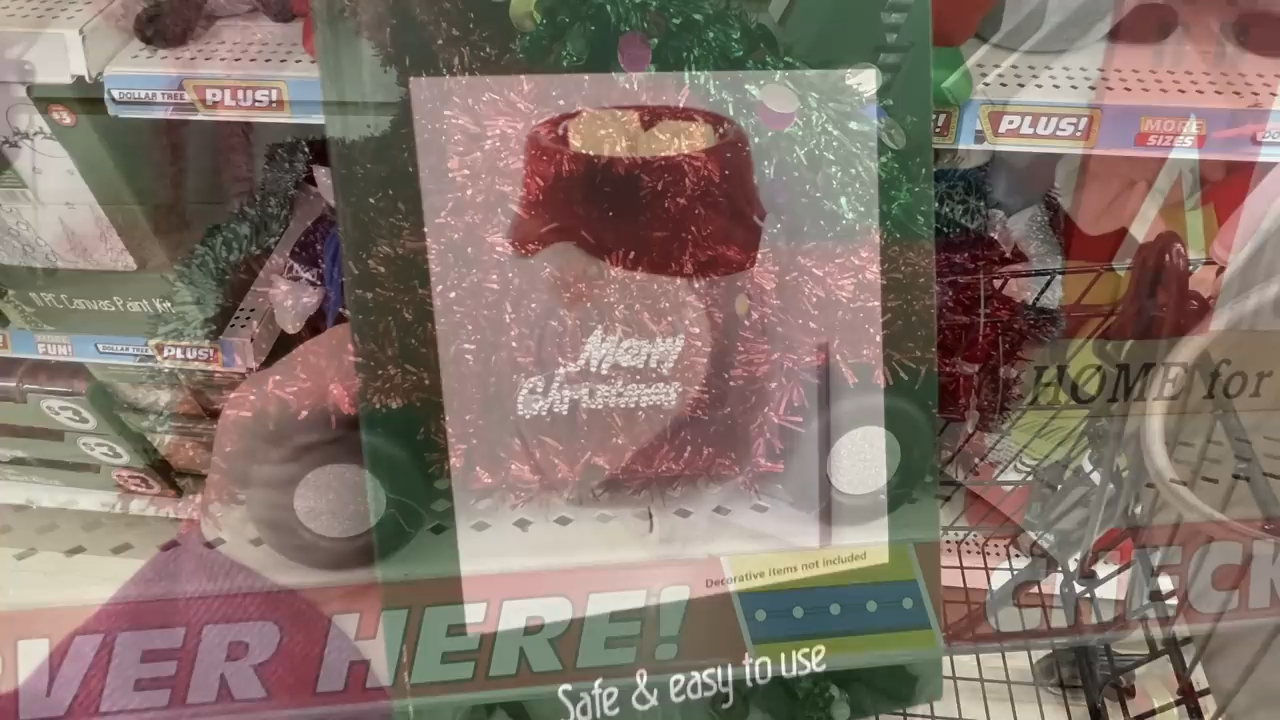 DOLLAR TREE PLUS!
PLUS!
MORE SIZES
11 PC Canvas Paint Kit
MORE FUN!
DOLLAR TREE PLUS!
Merry
Christmas
HOME for
Decorative items not included
VER HERE!
CHECK
Safe & easy to use